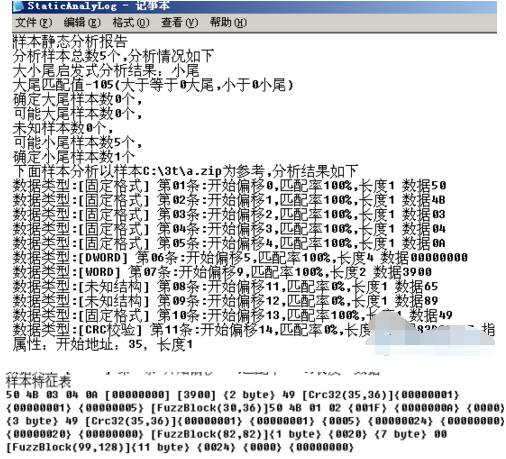 StaticAnalyLog - 记事本
文件(F) 编辑(E) 格式(O) 查看(V) 帮助(H)
样本静态分析报告
分析样本总数5个,分析情况如下
大小尾启发式分析结果: 小尾
大尾匹配值-105(大于等于0大尾,小于0小尾)
确定大尾样本数0个,
可能大尾样本数0个,
未知样本数0个,
可能小尾样本数5个,
确定小尾样本数1个
下面样本分析以样本C:\3t\a.zip为参考,分析结果如下
数据类型:[固定格式] 第01条:开始偏移0,匹配率100%,长度1 数据50
数据类型:[固定格式] 第02条:开始偏移1,匹配率100%,长度1 数据4B
数据类型:[固定格式] 第03条:开始偏移2,匹配率100%,长度1 数据03
数据类型:[固定格式] 第04条:开始偏移3,匹配率100%,长度1 数据04
数据类型:[固定格式] 第05条:开始偏移4,匹配率100%,长度1 数据0A
数据类型:[DWORD] 第06条:开始偏移5,匹配率100%,长度4 数据00000000
数据类型:[WORD] 第07条:开始偏移9,匹配率100%,长度2 数据3900
数据类型:[未知结构] 第08条:开始偏移11,匹配率0%,长度1 数据65
数据类型:[未知结构] 第09条:开始偏移12,匹配率0%,长度1 数据89
数据类型:[固定格式] 第10条:开始偏移13,匹配率100%,长度1 数据49
数据类型:[CRC校验] 第11条:开始偏移14,匹配率0%,长度 指
属性: 开始地址: 35, 长度1
样本特征表
50 4B 03 04 0A [00000000] [3900] {2 byte} 49 [Crc32(35,36)]{00000001}
{00000001} {00000005} [FuzzBlock(30,36)]50 4B 01 02 {001F} {0000000A} {0000}
{3 byte} 49 [Crc32(35,36)]{00000001} {00000001} {0005} {00000024} {00000000}
{00000020} {00000000} [FuzzBlock(82,82)]{1 byte} {0020} {7 byte} 00
[FuzzBlock(99,128)]{11 byte} {0024} {0000} {00000000}